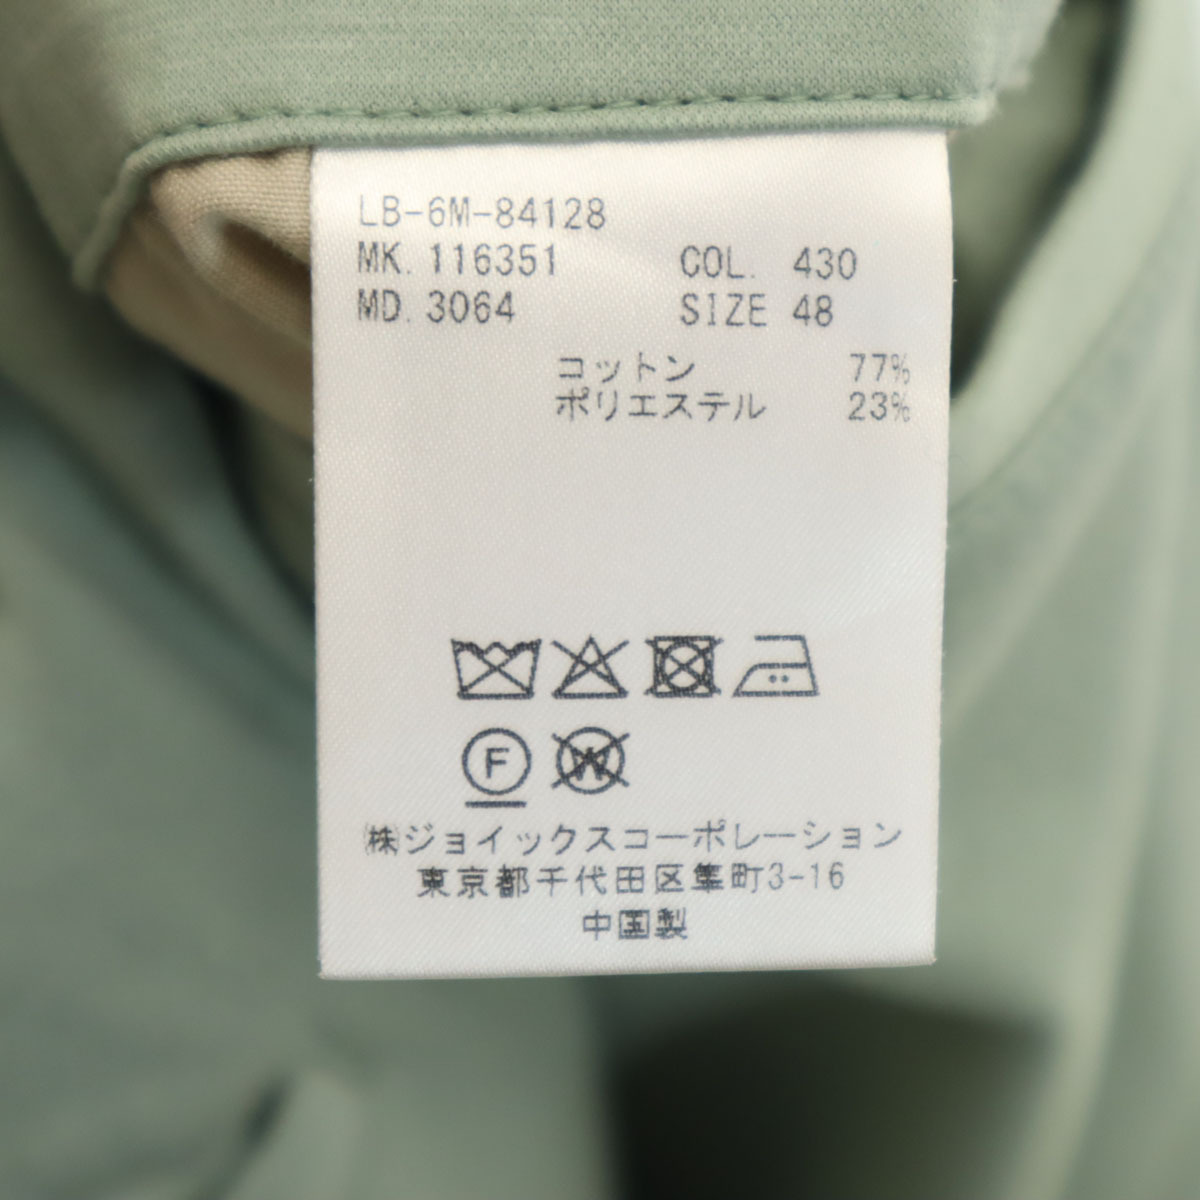 LB-6M-84128
MK. 116351 COL. 430
MD. 3064 SIZE 48
コットン 77%
ポリエステル 23%
F W
㈱ジョイックスコーポレーション
東京都千代田区隼町3-16
中国製